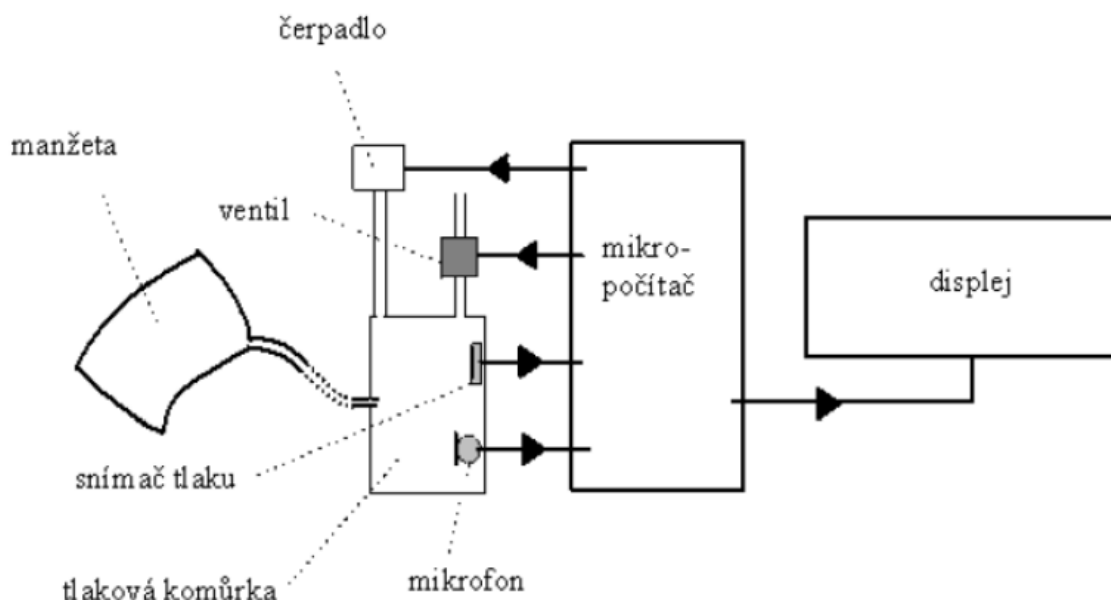 čerpadlo
manžeta
ventil
mikro-
počítač
displej
snímač tlaku
tlaková komůrka
mikrofon